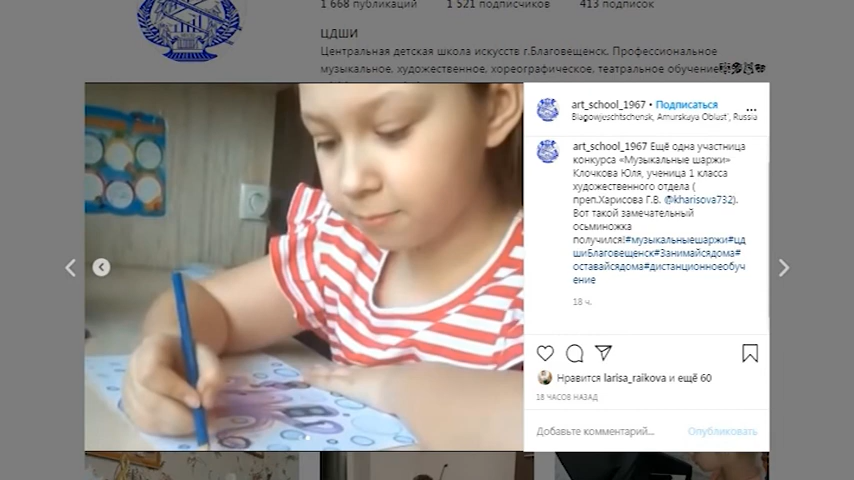 1 668 публикаций 1 521 подписчиков 413 подписок
ЦДШИ
Центральная детская школа искусств г.Благовещенск. Профессиональное
музыкальное, художественное, хореографическое, театральное обучение
art_school_1967 • Подписаться
Blagowjeschtschensk, Amurskaya Oblast', Russia
art_school_1967 Ещё одна участница
конкурса «Музыкальные шаржи»
Клочкова Юля, ученица 1 класса
художественного отдела (
преп.Харисова Г.В. @kharisova732).
Вот такой замечательный
осьминожка
получился!#музыкальныешаржи#цд
шиБлаговещенск#Занимайсядома#
оставайсядома#дистанционноеобуч
ение
18 ч.
Нравится larisa_raikova и ещё 60
18 ЧАСОВ НАЗАД
Добавьте комментарий... Опубликовать